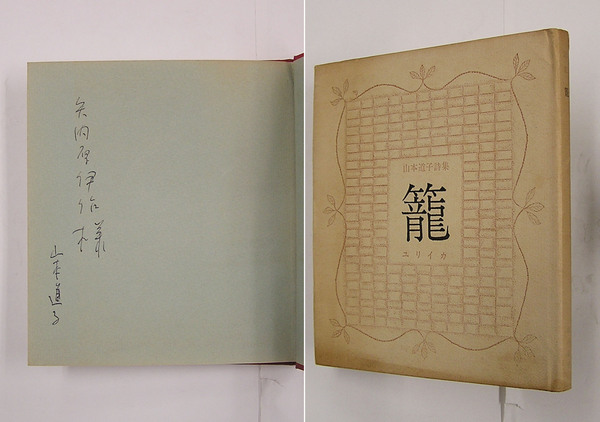 矢内原伊作様
山本道子
山本道子詩集
籠
ユリイカ